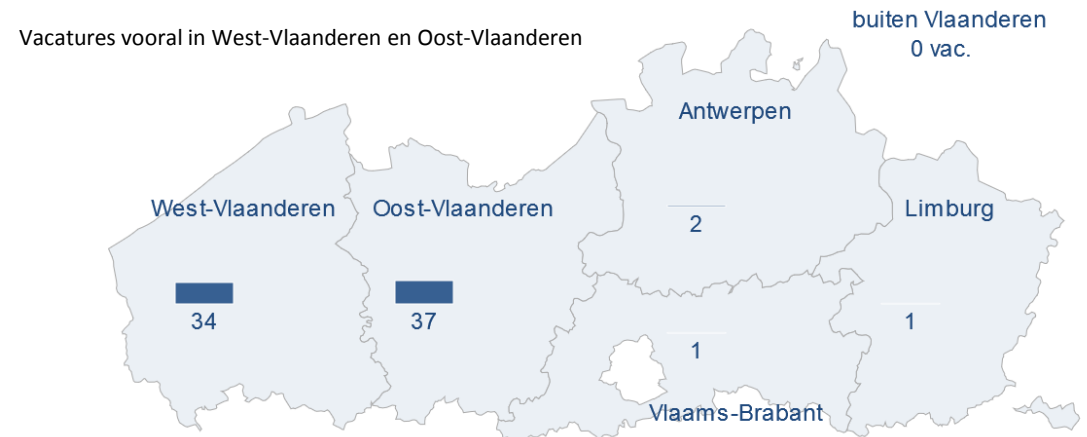 buiten Vlaanderen
0 vac.
Vacatures vooral in West-Vlaanderen en Oost-Vlaanderen
Antwerpen
2
West-Vlaanderen
34
Oost-Vlaanderen
37
Limburg
1
1
Vlaams-Brabant